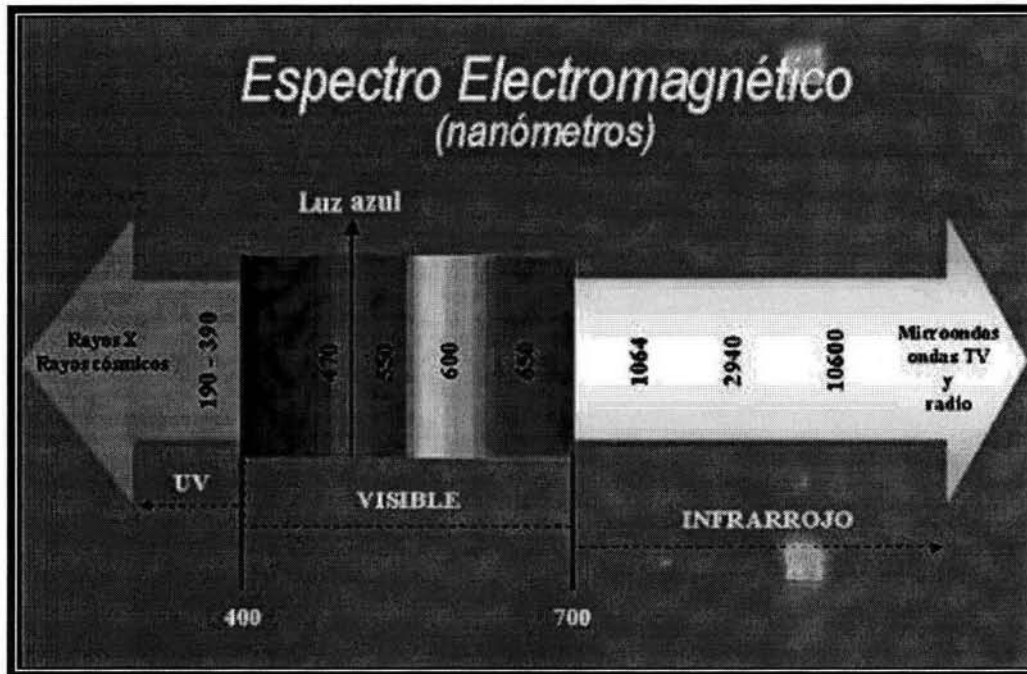 Espectro Electromagnético
(nanómetros)
Luz azul
Rayos X
Rayos cósmicos
190 - 390
470
550
600
650
1064
2940
10600
Microondas
ondas TV
y
radio
UV
VISIBLE
INFRARROJO
400
700